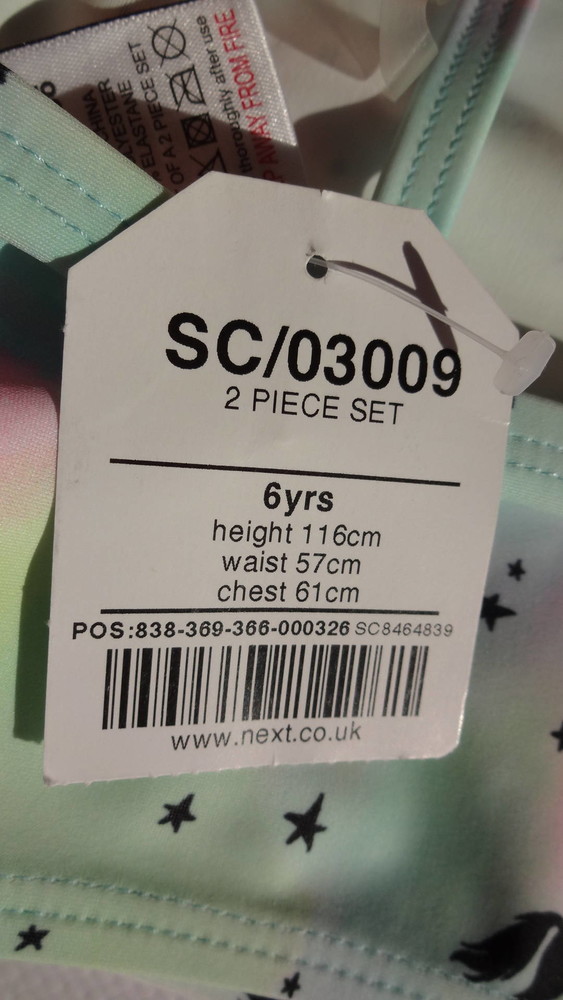 CHINA
ELASTANE
OF A 2 PIECE SET
thoroughly after use
AWAY FROM FIRE
SC/03009
2 PIECE SET
6yrs
height 116cm
waist 57cm
chest 61cm
POS:838-369-366-000326 SC8464839
www.next.co.uk